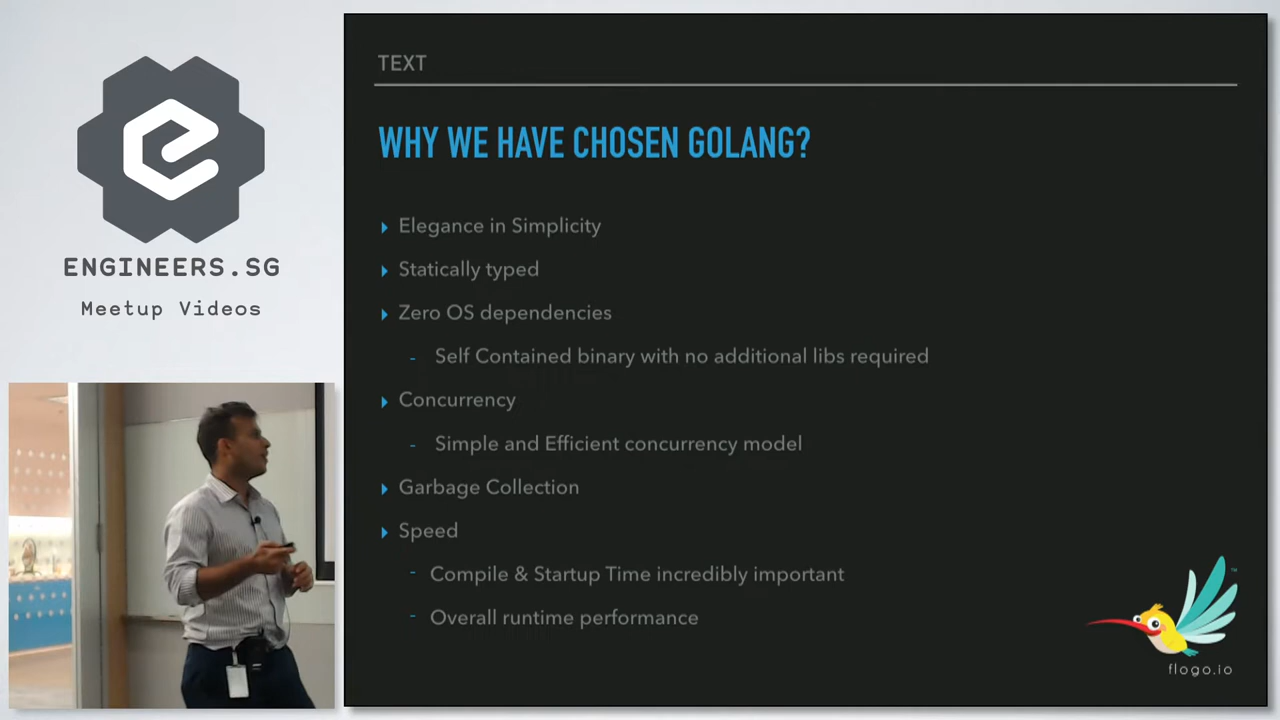 ENGINEERS.SG
Meetup Videos
TEXT
WHY WE HAVE CHOSEN GOLANG?
Elegance in Simplicity
Statically typed
Zero OS dependencies
- Self Contained binary with no additional libs required
Concurrency
- Simple and Efficient concurrency model
Garbage Collection
Speed
- Compile & Startup Time incredibly important
- Overall runtime performance
™
flogo.io